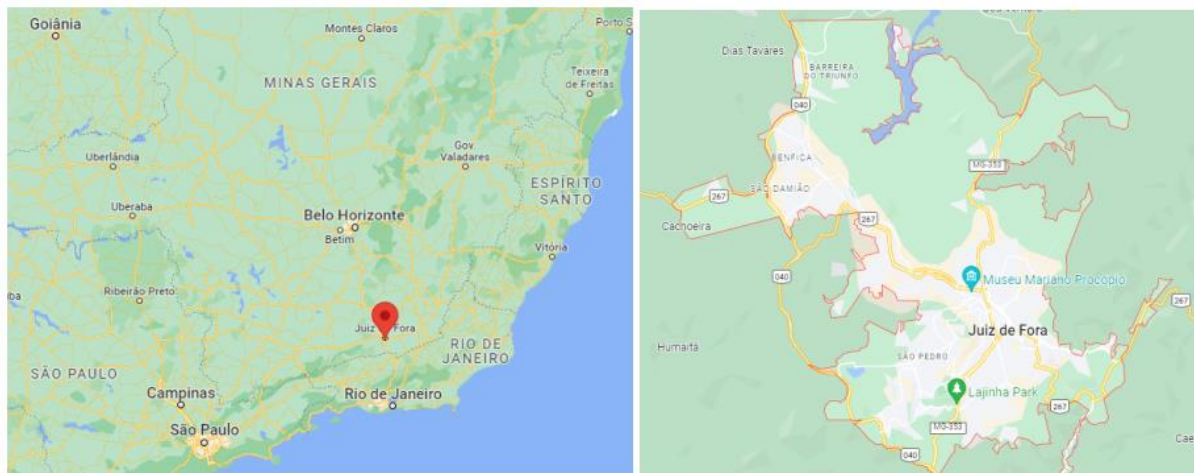 Goiânia
Montes Claros
Porto S
MINAS GERAIS
Teixeira
de Freitas
Uberlândia
Gov.
Valadares
ESPÍRITO
SANTO
Uberaba
Belo Horizonte
Betim
Vitória
Ribeirão Preto
ba
Juiz de Fora
RIO DE
JANEIRO
SÃO PAULO
Campinas
Rio de Janeiro
São Paulo
Dias Tavares
BARREIRA
DO TRIUNFO
040
BENFICA
MG-353
SÃO DAMIÃO
267
267
Cachoeira
267
040
Museu Mariano Procópio
Juiz de Fora
Humaitá
SÃO PEDRO
Lajinha Park
267
MG-353
040
Cae